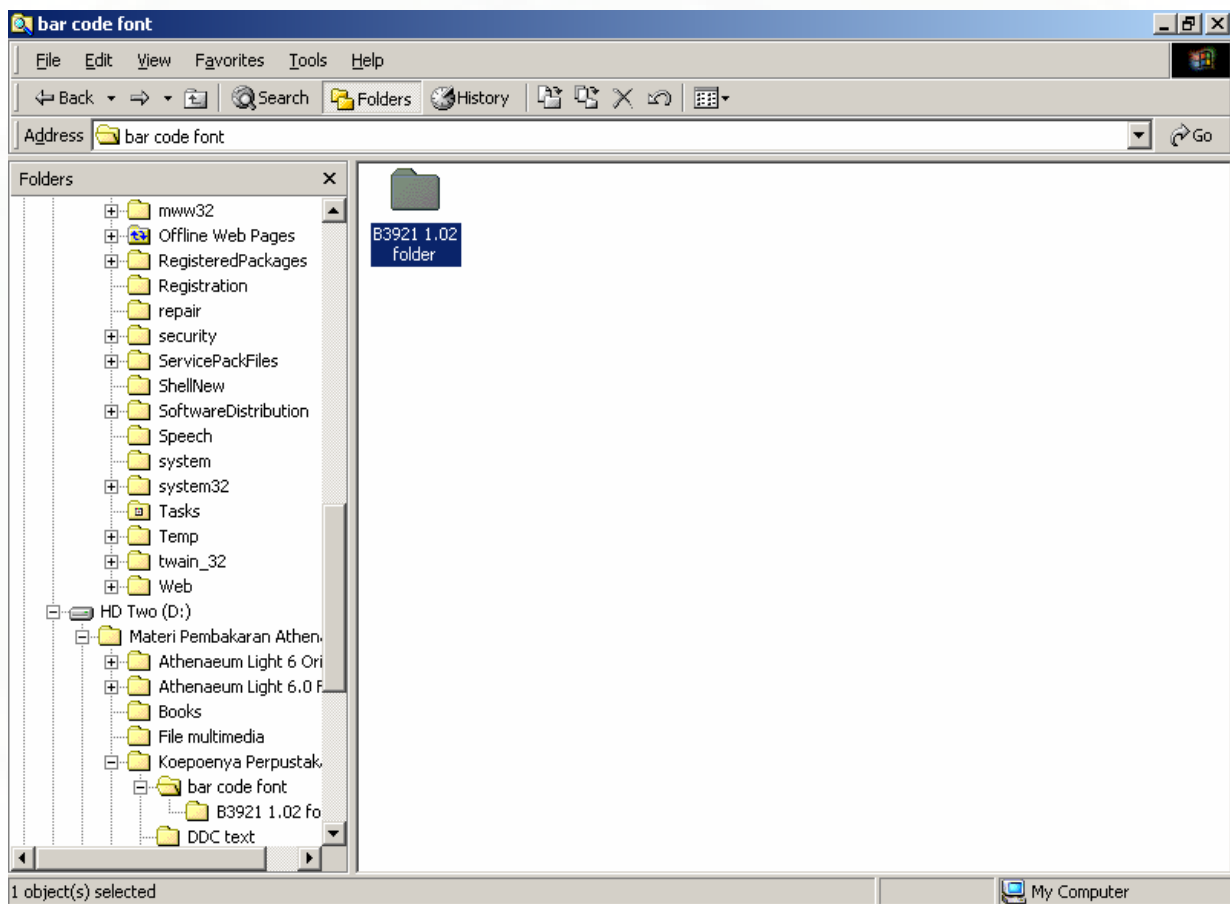 bar code font
File Edit View Favorites Tools Help
Back Search Folders History
Address bar code font Go
Folders
mww32
Offline Web Pages
RegisteredPackages
Registration
repair
security
ServicePackFiles
ShellNew
SoftwareDistribution
Speech
system
system32
Tasks
Temp
twain_32
Web
HD Two (D:)
Materi Pembakaran Athen
Athenaeum Light 6 Ori
Athenaeum Light 6.0 F
Books
File multimedia
Koepoenya Perpustak
bar code font
B3921 1.02 fo
DDC text
B3921 1.02
folder
1 object(s) selected
My Computer